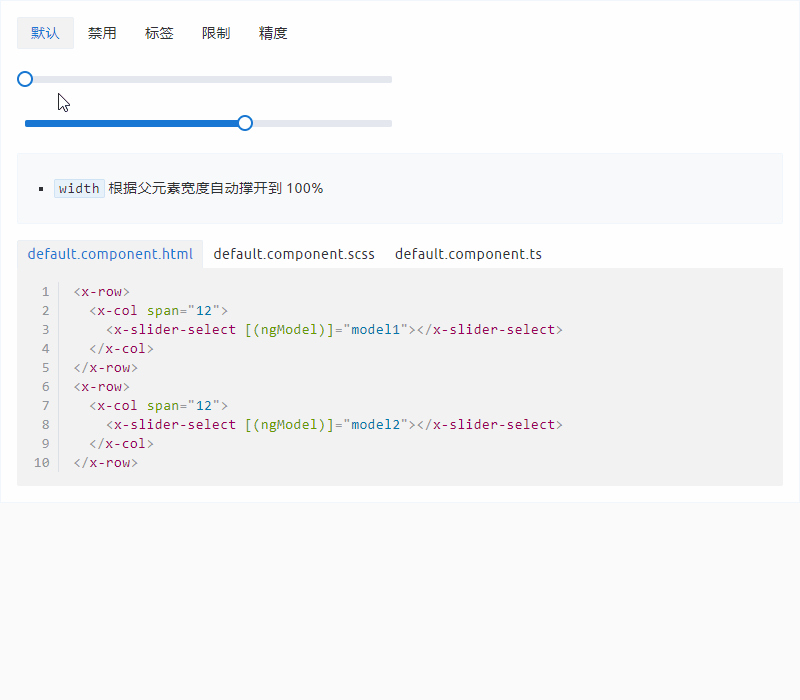 默认 禁用 标签 限制 精度
width 根据父元素宽度自动撑开到 100%
default.component.html default.component.scss default.component.ts
1 <x-row>
2   <x-col span="12">
3     <x-slider-select [(ngModel)]="model1"></x-slider-select>
4   </x-col>
5 </x-row>
6 <x-row>
7   <x-col span="12">
8     <x-slider-select [(ngModel)]="model2"></x-slider-select>
9   </x-col>
10 </x-row>